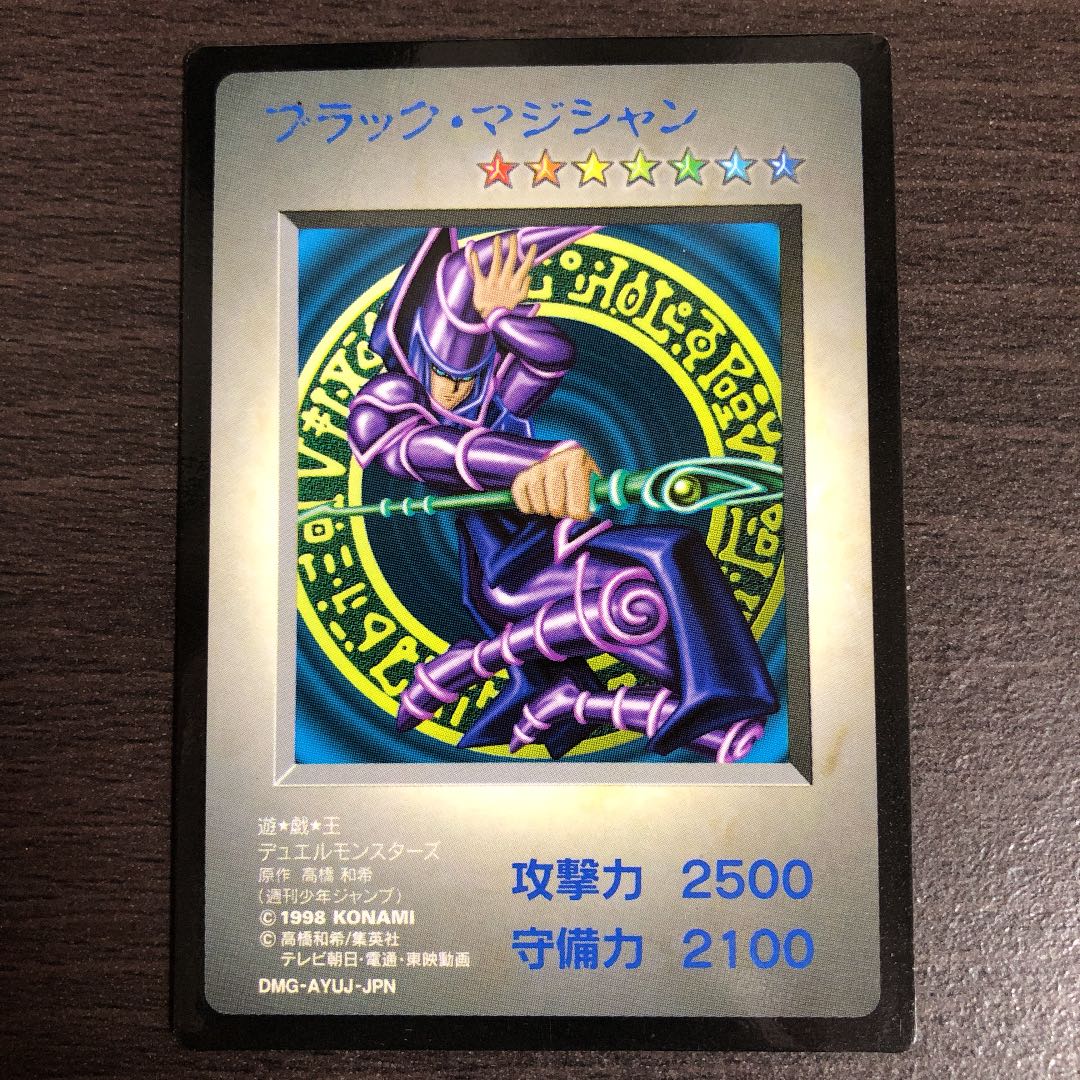 ブラック・マジシャン
遊★戯★王
デュエルモンスターズ
原作 高橋 和希
(週刊少年ジャンプ)
© 1998 KONAMI
© 高橋和希/集英社
テレビ朝日・電通・東映動画
DMG-AYUJ-JPN
攻撃力 2500
守備力 2100